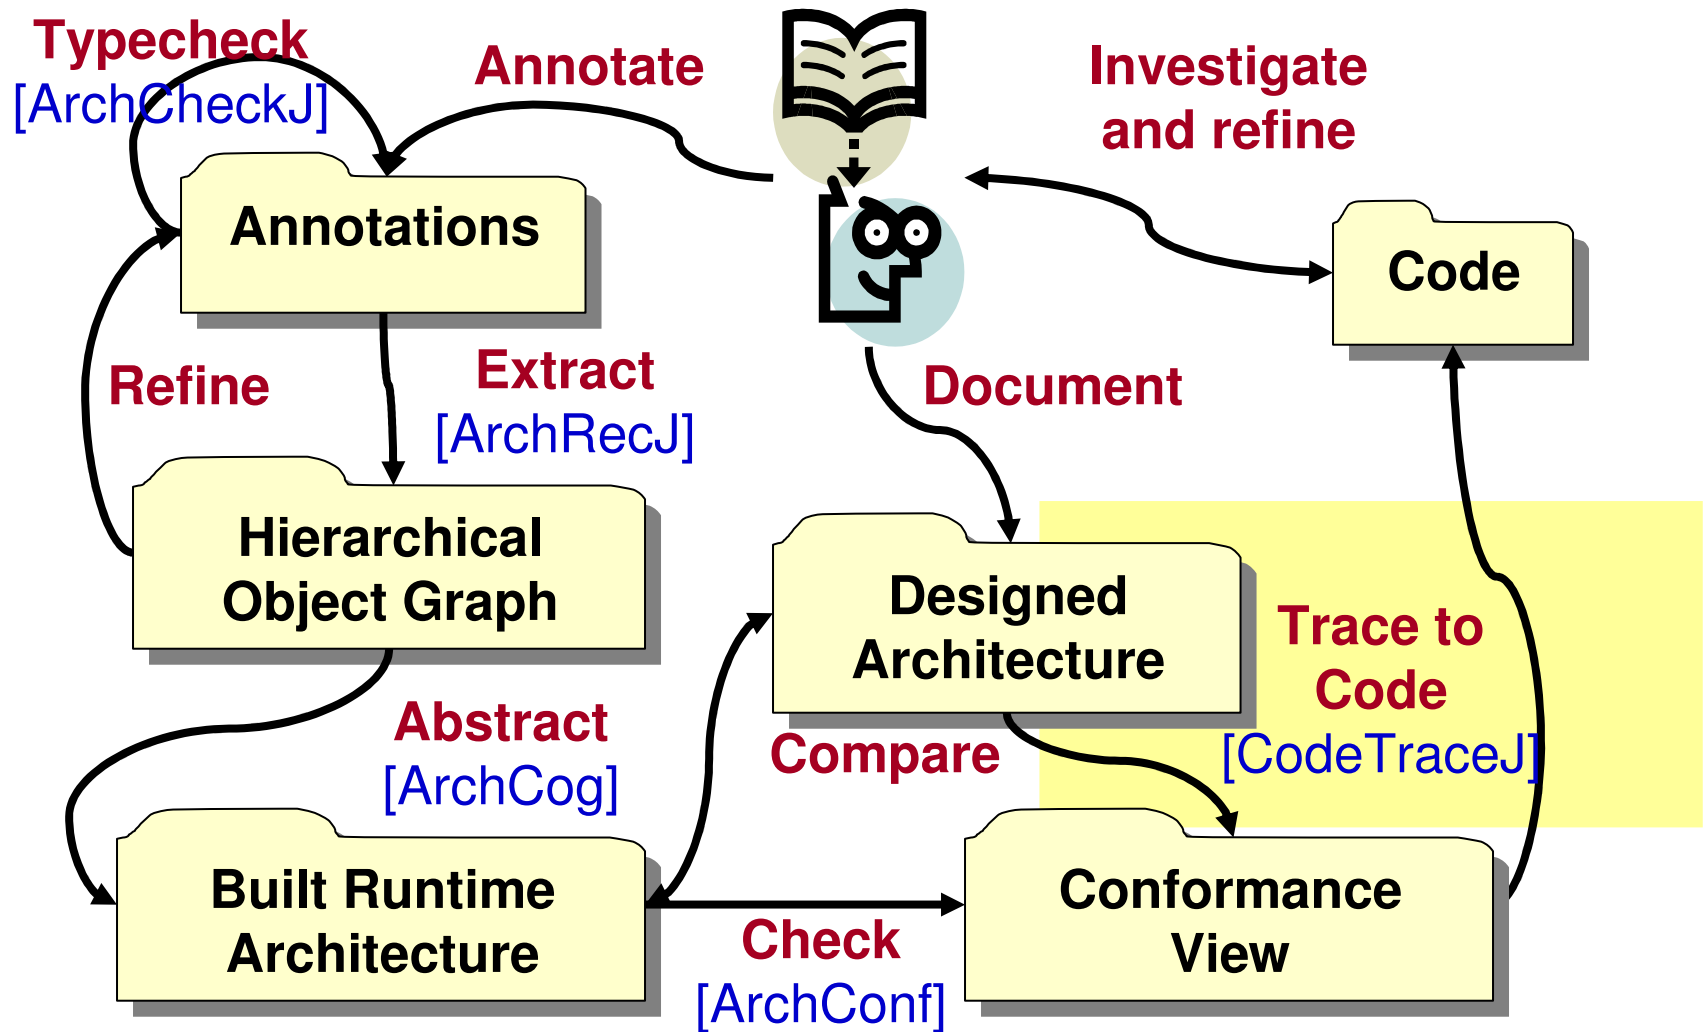 Typecheck
[ArchCheckJ]
Annotate
Investigate
and refine
Annotations
Code
Refine
Extract
[ArchRecJ]
Document
Hierarchical
Object Graph
Designed
Architecture
Trace to
Code
[CodeTraceJ]
Abstract
[ArchCog]
Compare
Built Runtime
Architecture
Check
[ArchConf]
Conformance
View